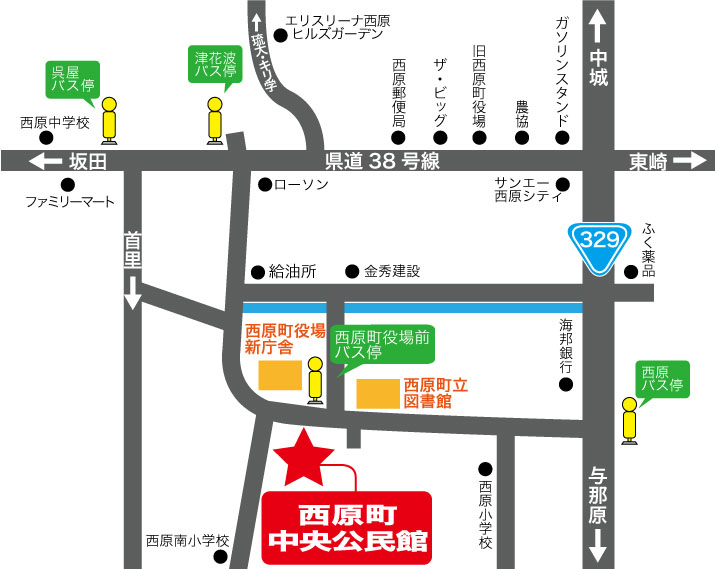 エリスリーナ西原
ヒルズガーデン
琉大・キリ学
呉屋
バス停
津花波
バス停
西原中学校
西原郵便局
ザ・ビッグ
旧西原町役場
農協
ガソリンスタンド
中城
坂田
県道38号線
東崎
ファミリーマート
ローソン
サンエー
西原シティ
首里
329
ふく薬品
給油所
金秀建設
西原町役場
新庁舎
西原町役場前
バス停
海邦銀行
西原
バス停
西原町立
図書館
西原町
中央公民館
西原小学校
与那原
西原南小学校